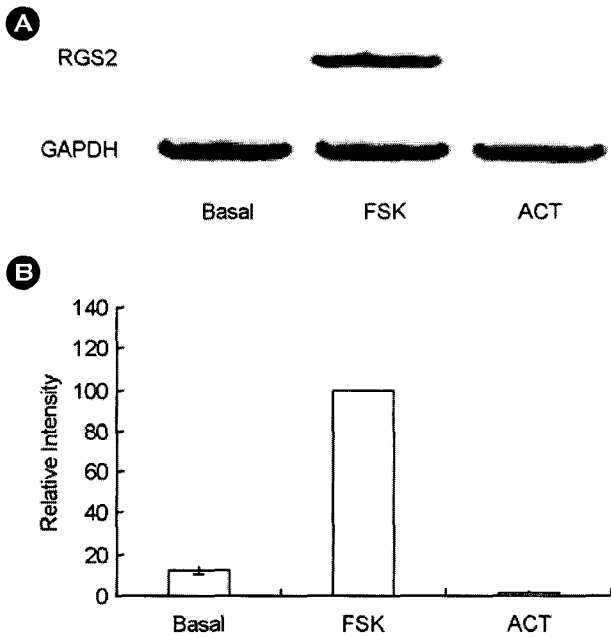 A
RGS2
GAPDH
Basal FSK ACT
B
140
120
100
80
60
40
20
0
Relative Intensity
Basal FSK ACT